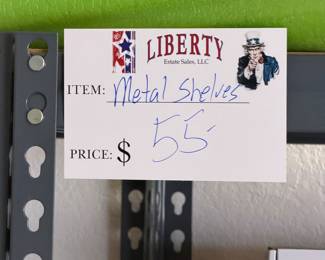 LIBERTY
Estate Sales, LLC
ITEM: Metal Shelves
PRICE: $ 55-